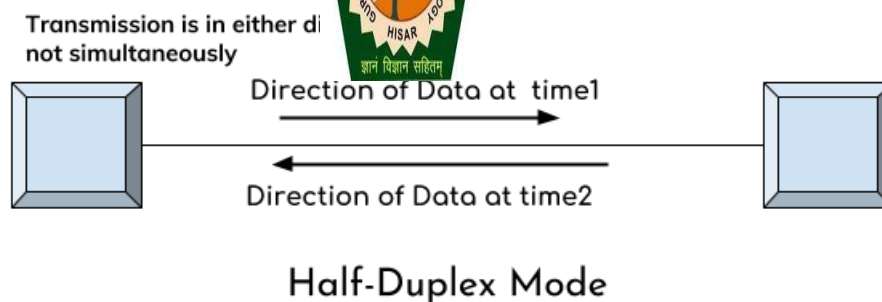 Transmission is in either di
not simultaneously
HISAR
ज्ञानं विज्ञान सहितम्
Direction of Data at time1
Direction of Data at time2
Half-Duplex Mode